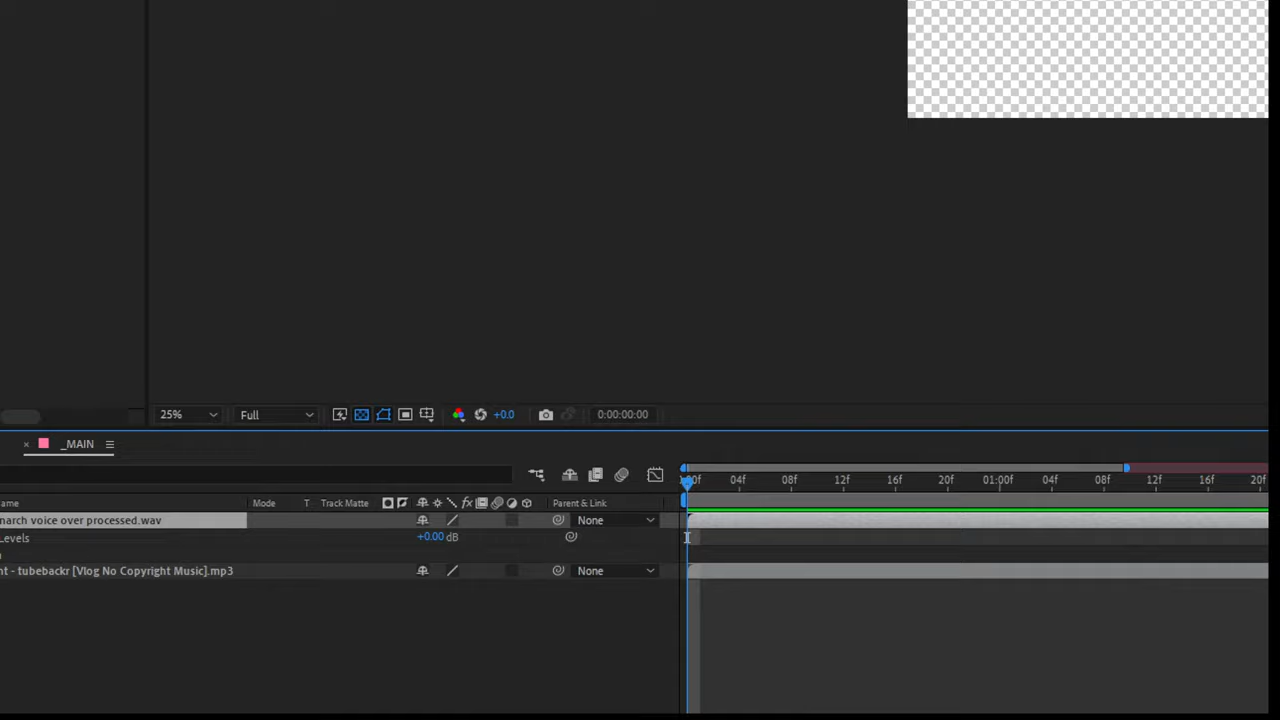 25% Full +0.0 0:00:00:00
× _MAIN
:00f 04f 08f 12f 16f 20f 01:00f 04f 08f 12f 16f 20f
ame Mode T Track Matte fx Parent & Link
narch voice over processed.wav None
Levels +0.00 dB
nt - tubebackr [Vlog No Copyright Music].mp3 None